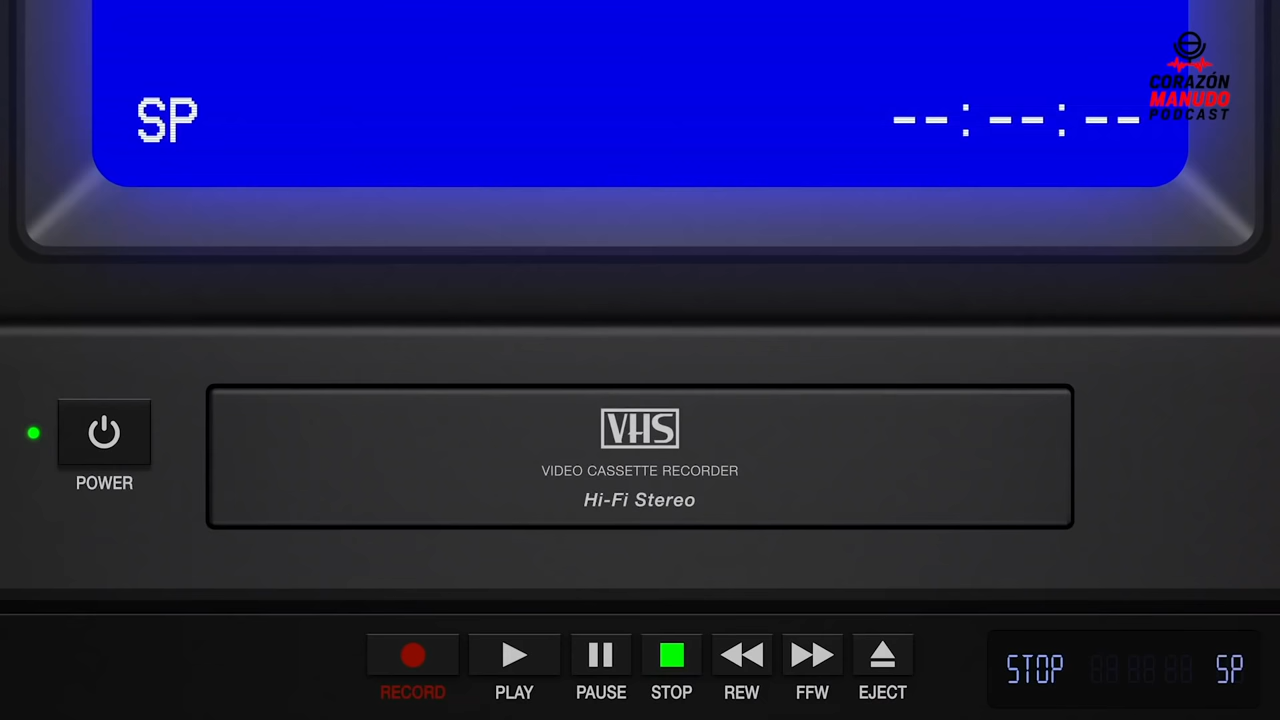 SP
--:--:--
CORAZÓN
MANUDO
PODCAST
VHS
VIDEO CASSETTE RECORDER
Hi-Fi Stereo
POWER
RECORD
PLAY
PAUSE
STOP
REW
FFW
EJECT
STOP
SP